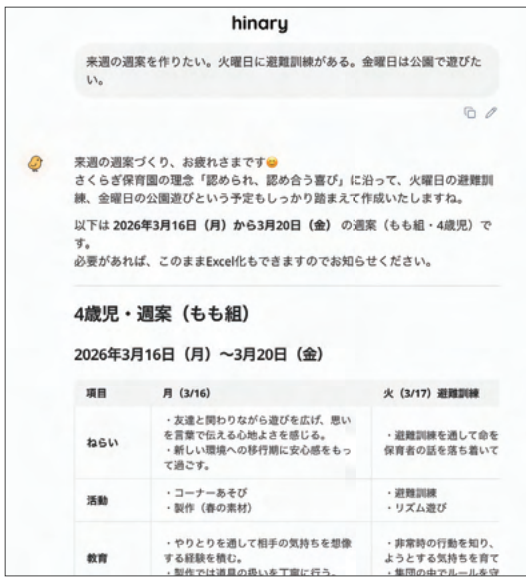 hinary
来週の週案を作りたい。火曜日に避難訓練がある。金曜日は公園で遊びた
い。
来週の週案づくり、お疲れさまです😊
さくらぎ保育園の理念「認められ、認め合う喜び」に沿って、火曜日の避難訓
練、金曜日の公園遊びという予定もしっかり踏まえて作成いたしますね。
以下は 2026年3月16日（月）から3月20日（金） の週案（もも組・4歳児）で
す。
必要があれば、このままExcel化もできますのでお知らせください。
4歳児・週案（もも組）
2026年3月16日（月）〜3月20日（金）
項目 月（3/16） 火（3/17）避難訓練
ねらい
・友達と関わりながら遊びを広げ、思い
を言葉で伝える心地よさを感じる。
・新しい環境への移行期に安心感をもっ
て過ごす。
・避難訓練を通して命を
保育者の話を落ち着いて
活動
・コーナーあそび
・製作（春の素材）
・避難訓練
・リズム遊び
教育
・やりとりを通して相手の気持ちを想像
する経験を積む。
・製作では道具の扱いを丁寧に行う。
・非常時の行動を知り、
ようとする気持ちを育て
・集団の中でルールを守